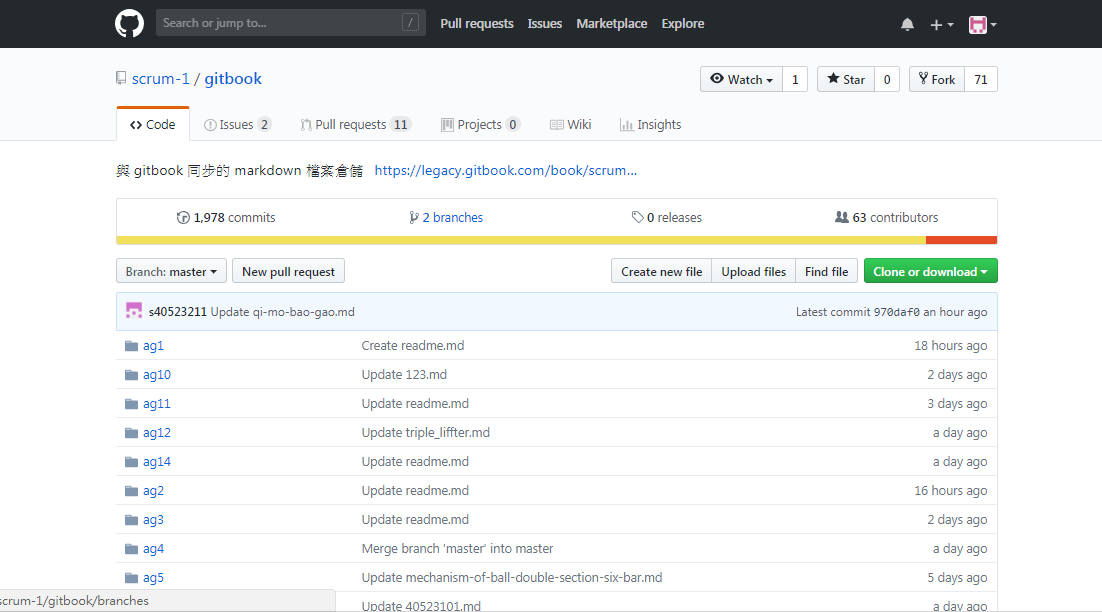 Search or jump to... / Pull requests Issues Marketplace Explore
scrum-1 / gitbook Watch 1 Star 0 Fork 71
Code Issues 2 Pull requests 11 Projects 0 Wiki Insights
與 gitbook 同步的 markdown 檔案倉儲 https://legacy.gitbook.com/book/scrum...
1,978 commits 2 branches 0 releases 63 contributors
Branch: master New pull request Create new file Upload files Find file Clone or download
s40523211 Update qi-mo-bao-gao.md Latest commit 970daf0 an hour ago
ag1 Create readme.md 18 hours ago
ag10 Update 123.md 2 days ago
ag11 Update readme.md 3 days ago
ag12 Update triple_liffter.md a day ago
ag14 Update readme.md a day ago
ag2 Update readme.md 16 hours ago
ag3 Update readme.md 2 days ago
ag4 Merge branch 'master' into master a day ago
ag5 Update mechanism-of-ball-double-section-six-bar.md 5 days ago
scrum-1/gitbook/branches
Update 40523101.md a day ago